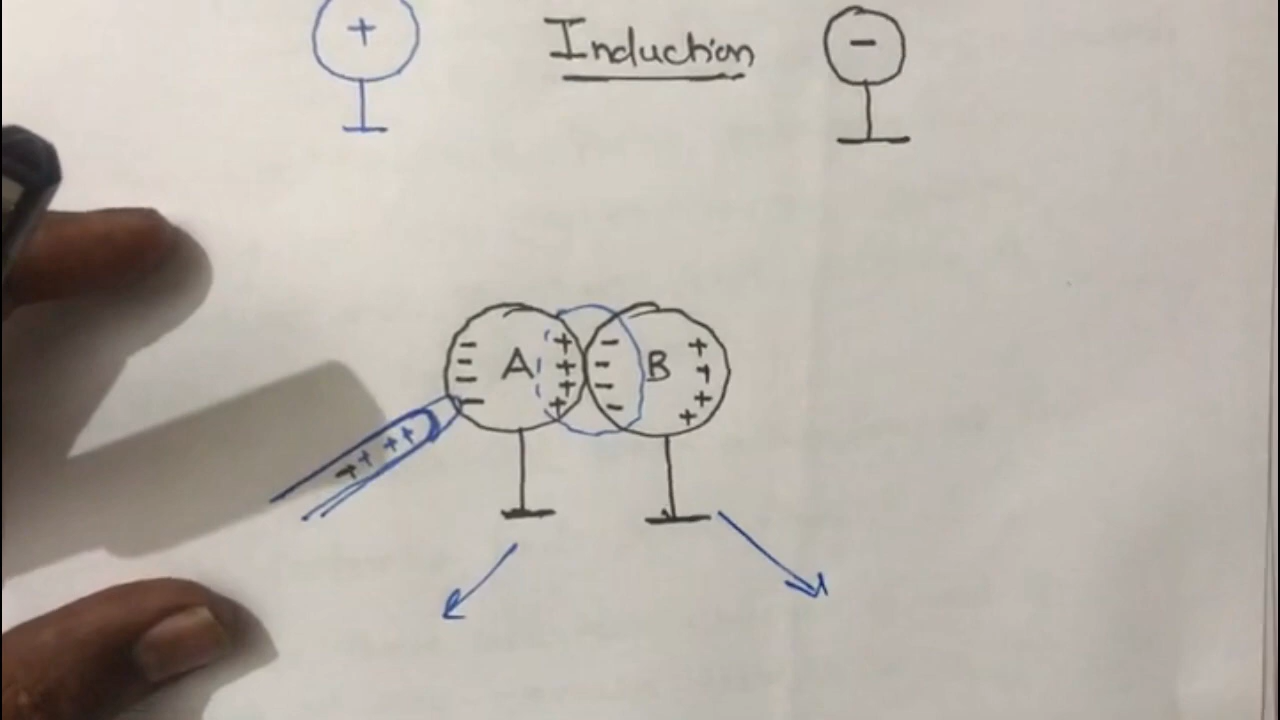 + Induction -
- - - - A + + + + - - - - B + + + +
+ + + +